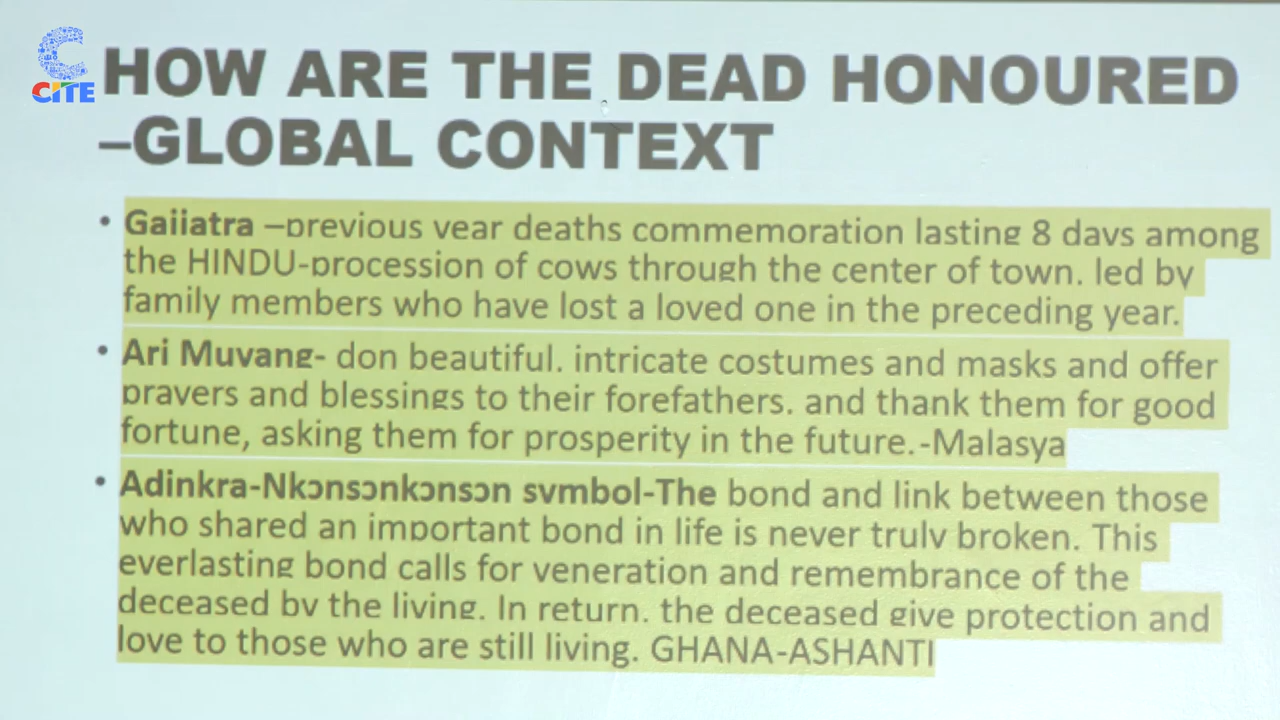 CITE
HOW ARE THE DEAD HONOURED
–GLOBAL CONTEXT
• Gaijatra –previous year deaths commemoration lasting 8 days among
the HINDU-procession of cows through the center of town, led by
family members who have lost a loved one in the preceding year.
• Ari Muyang- don beautiful, intricate costumes and masks and offer
prayers and blessings to their forefathers, and thank them for good
fortune, asking them for prosperity in the future.-Malasya
• Adinkra-Nkɔnsɔnkɔnsɔn symbol-The bond and link between those
who shared an important bond in life is never truly broken. This
everlasting bond calls for veneration and remembrance of the
deceased by the living. In return, the deceased give protection and
love to those who are still living. GHANA-ASHANTI